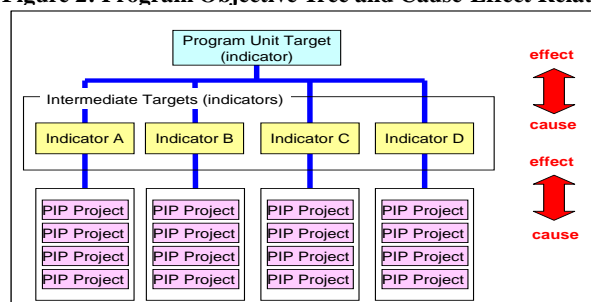 Figure 2. Program Objective Tree and Cause-Effect Relat
Program Unit Target
(indicator)
effect
Intermediate Targets (indicators)
cause
Indicator A Indicator B Indicator C Indicator D
effect
PIP Project PIP Project PIP Project PIP Project
PIP Project PIP Project PIP Project PIP Project
cause
PIP Project PIP Project PIP Project PIP Project
PIP Project PIP Project PIP Project PIP Project